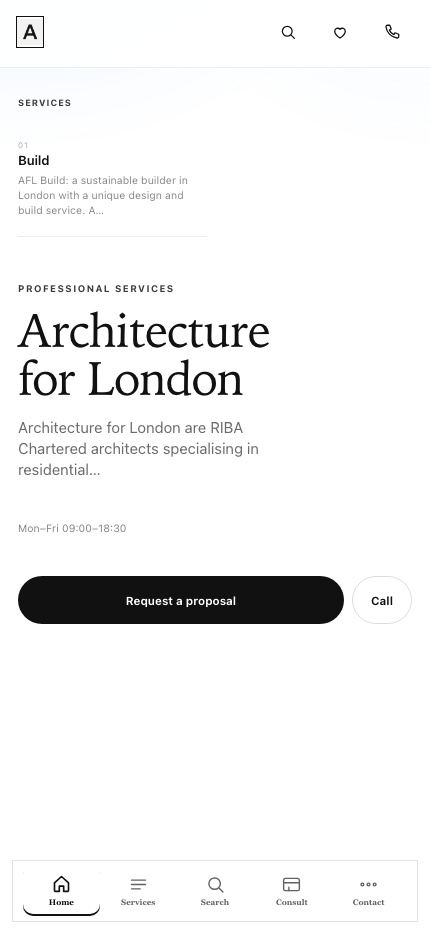 A
SERVICES
01
Build
AFL Build: a sustainable builder in
London with a unique design and
build service. A...
PROFESSIONAL SERVICES
Architecture
for London
Architecture for London are RIBA
Chartered architects specialising in
residential...
Mon–Fri 09:00–18:30
Request a proposal
Call
Home
Services
Search
Consult
Contact